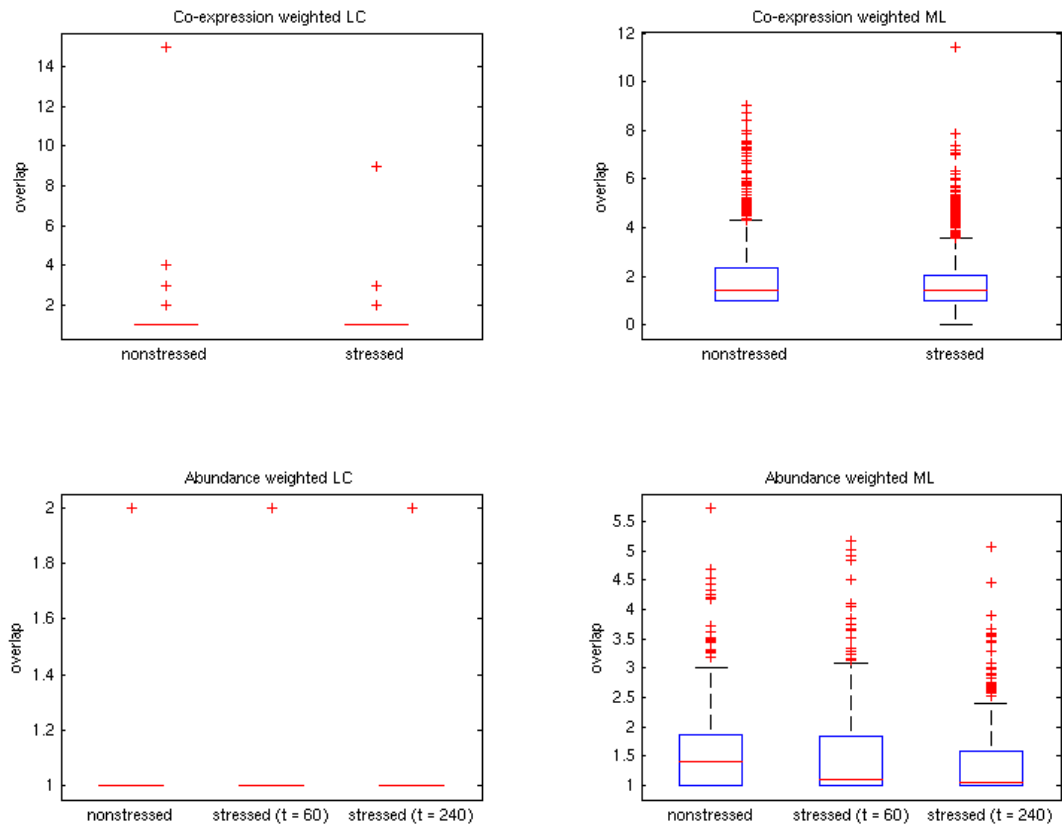 Co-expression weighted LC
14
12
10
8
6
4
2
overlap
nonstressed stressed
Co-expression weighted ML
12
10
8
6
4
2
0
overlap
nonstressed stressed
Abundance weighted LC
2
1.8
1.6
1.4
1.2
1
overlap
nonstressed stressed (t = 60) stressed (t = 240)
Abundance weighted ML
5.5
5
4.5
4
3.5
3
2.5
2
1.5
1
overlap
nonstressed stressed (t = 60) stressed (t = 240)